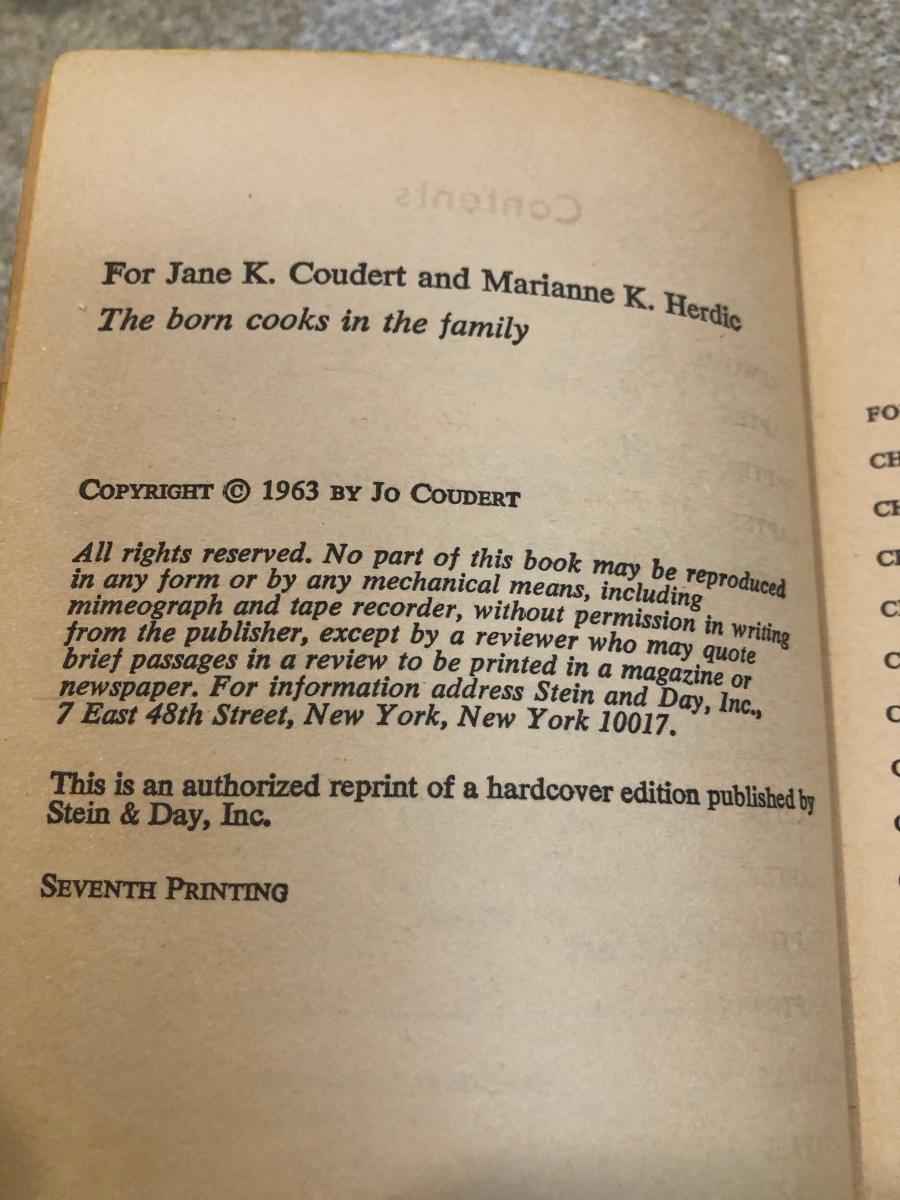 Contents
For Jane K. Coudert and Marianne K. Herdic
The born cooks in the family
COPYRIGHT © 1963 BY JO COUDERT
All rights reserved. No part of this book may be reproduced
in any form or by any mechanical means, including
mimeograph and tape recorder, without permission in writing
from the publisher, except by a reviewer who may quote
brief passages in a review to be printed in a magazine or
newspaper. For information address Stein and Day, Inc.,
7 East 48th Street, New York, New York 10017.
This is an authorized reprint of a hardcover edition published by
Stein & Day, Inc.
SEVENTH PRINTING